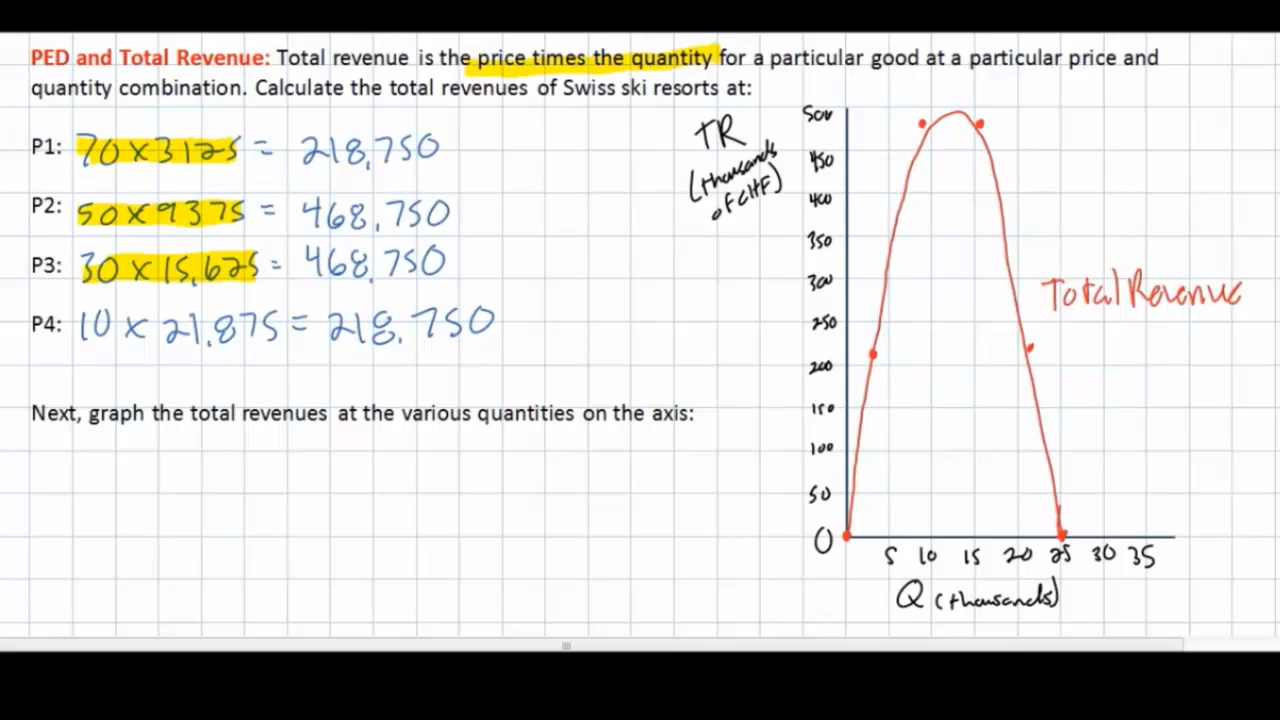 PED and Total Revenue: Total revenue is the price times the quantity for a particular good at a particular price and
quantity combination. Calculate the total revenues of Swiss ski resorts at:
P1: 70 x 3125 = 218,750
P2: 50 x 9375 = 468,750
P3: 30 x 15,625 = 468,750
P4: 10 x 21,875 = 218,750
Next, graph the total revenues at the various quantities on the axis:
TR
(thousands
of CHF)
500
450
400
350
300
250
200
150
100
50
0
Total Revenue
5 10 15 20 25 30 35
Q (thousands)